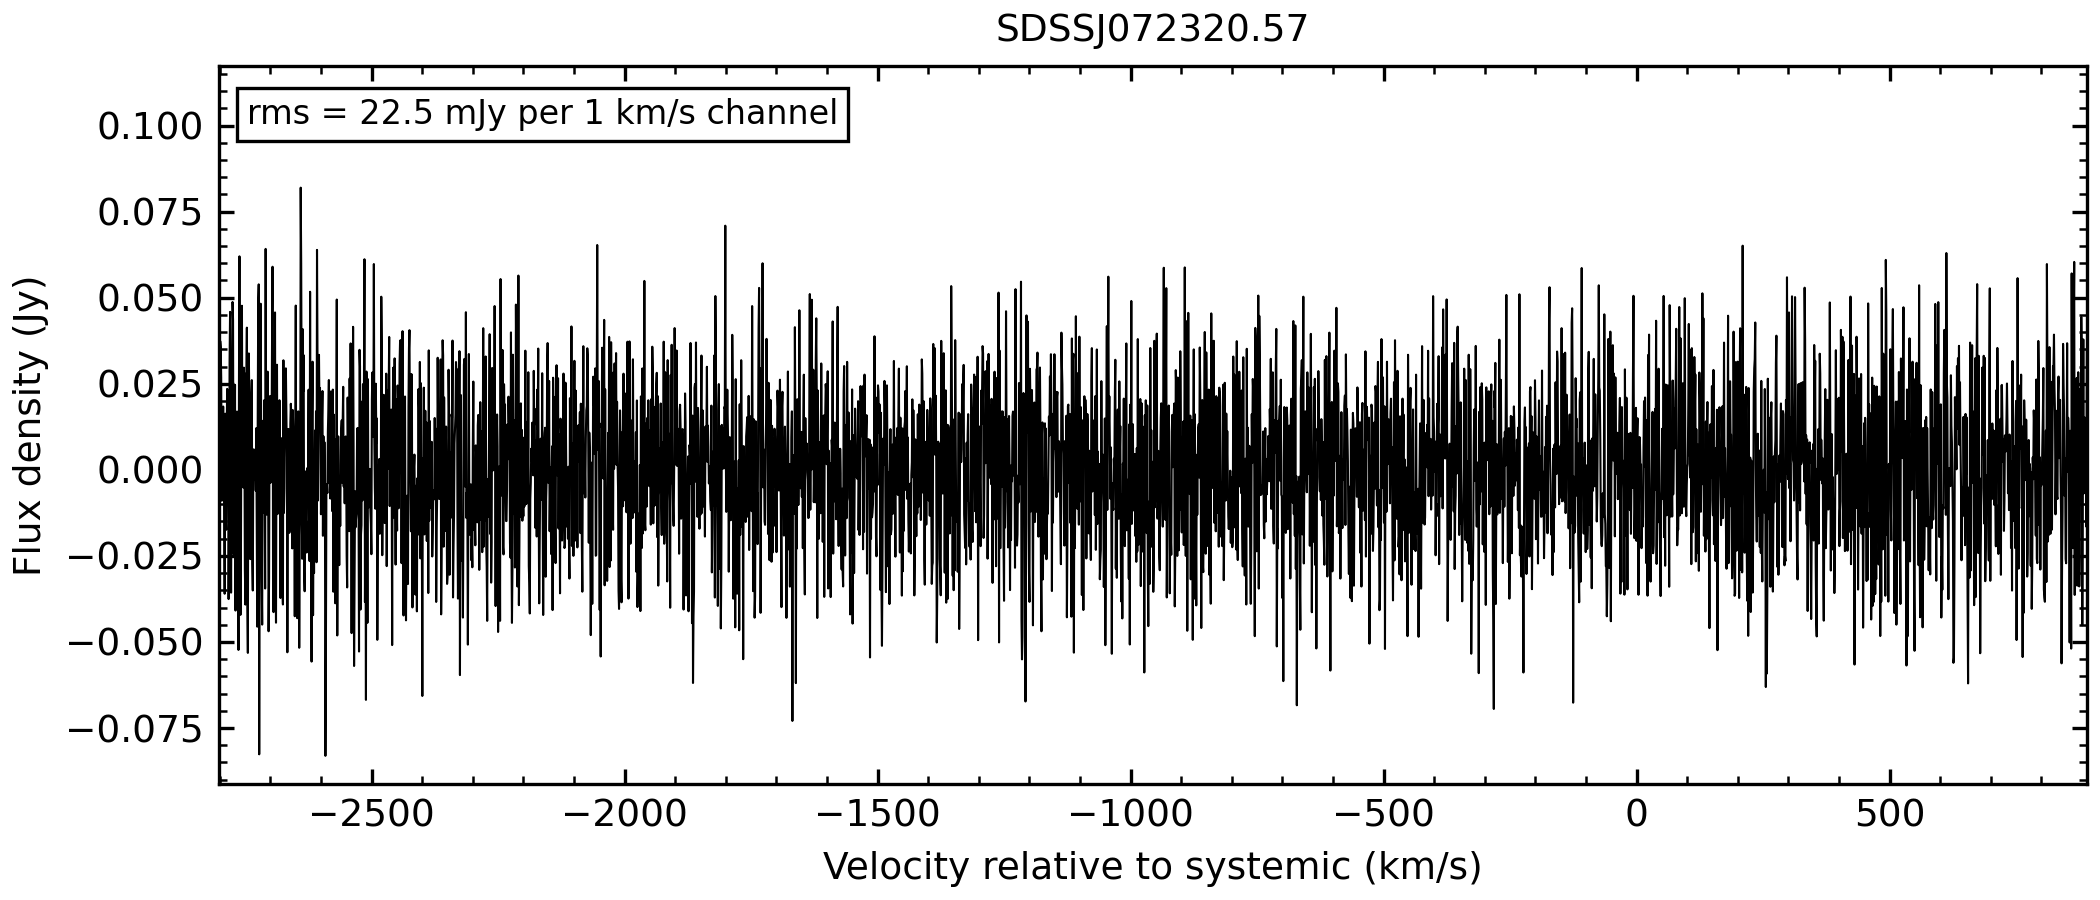 SDSSJ072320.57
rms = 22.5 mJy per 1 km/s channel
0.100
0.075
0.050
0.025
0.000
−0.025
−0.050
−0.075
Flux density (Jy)
−2500 −2000 −1500 −1000 −500 0 500
Velocity relative to systemic (km/s)